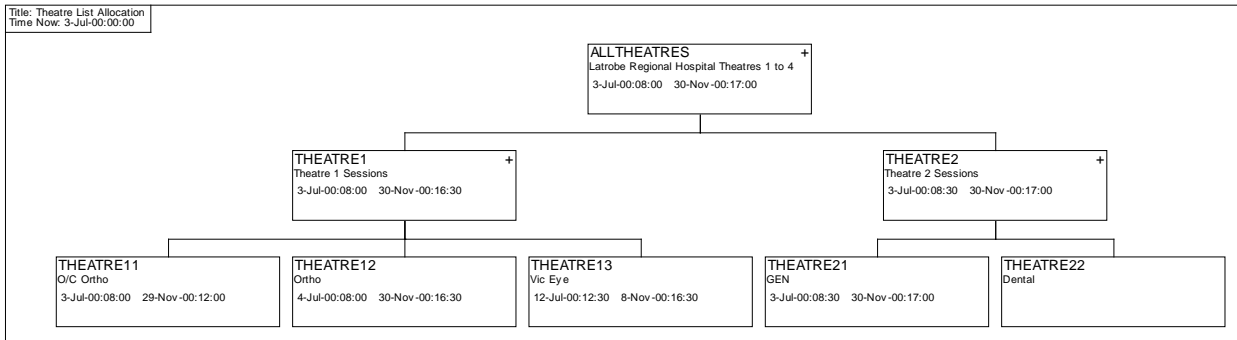 Title: Theatre List Allocation
Time Now: 3-Jul-00:00:00
ALLTHEATRES +
Latrobe Regional Hospital Theatres 1 to 4
3-Jul-00:08:00 30-Nov-00:17:00
THEATRE1 +
Theatre 1 Sessions
3-Jul-00:08:00 30-Nov-00:16:30
THEATRE2 +
Theatre 2 Sessions
3-Jul-00:08:30 30-Nov-00:17:00
THEATRE11
O/C Ortho
3-Jul-00:08:00 29-Nov-00:12:00
THEATRE12
Ortho
4-Jul-00:08:00 30-Nov-00:16:30
THEATRE13
Vic Eye
12-Jul-00:12:30 8-Nov-00:16:30
THEATRE21
GEN
3-Jul-00:08:30 30-Nov-00:17:00
THEATRE22
Dental